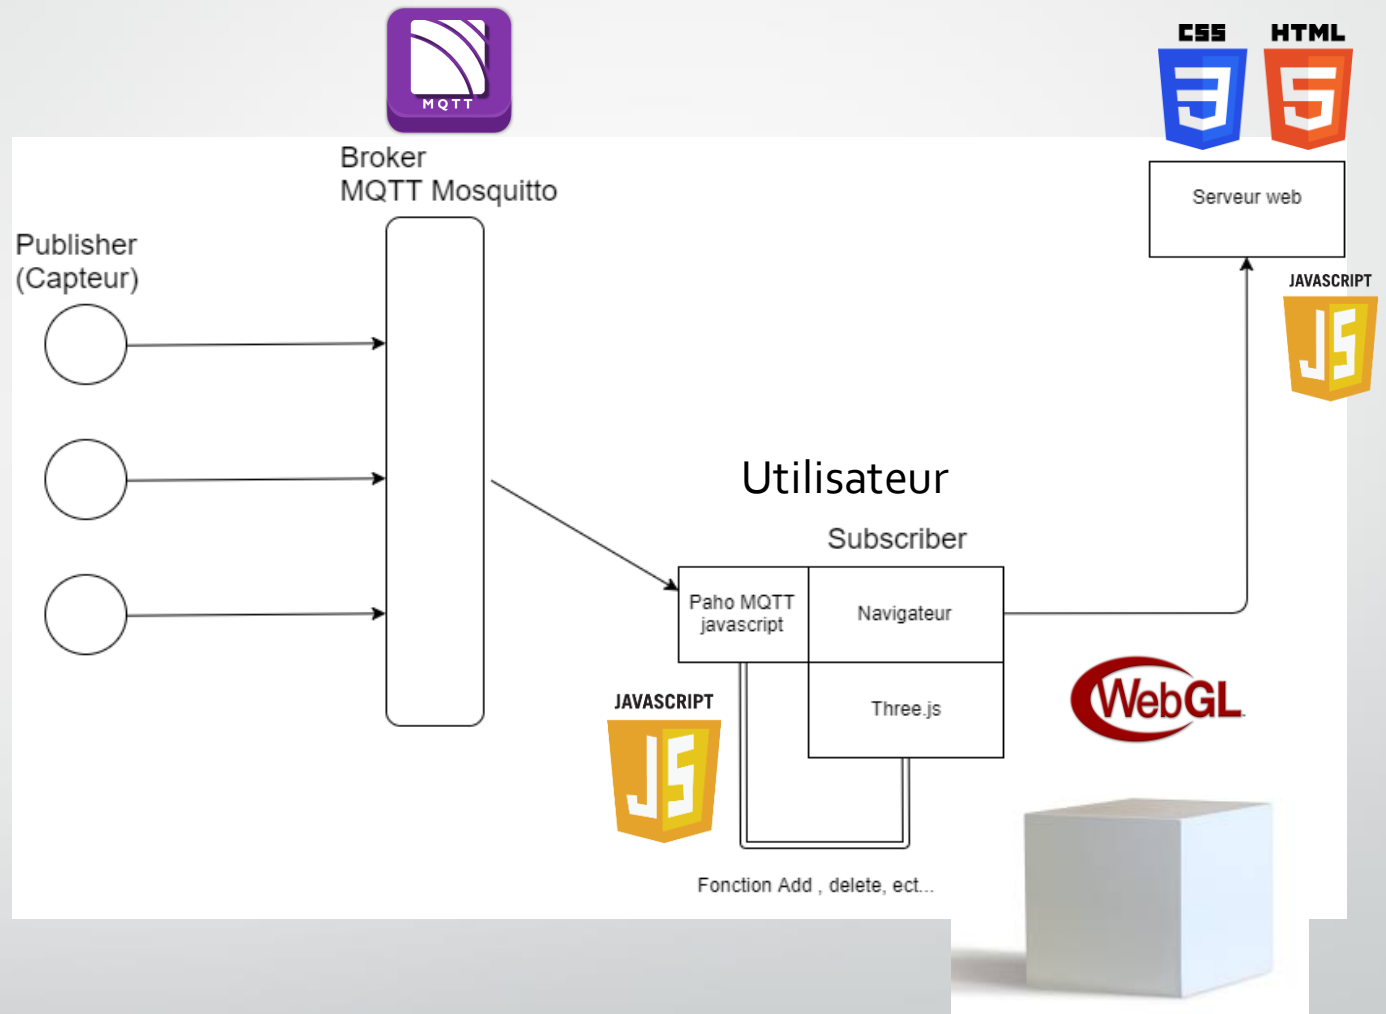 MQTT
CSS HTML
Broker
MQTT Mosquitto
Serveur web
Publisher
(Capteur)
JAVASCRIPT
JS
Utilisateur
Subscriber
Paho MQTT
javascript
Navigateur
Three.js
WebGL
JAVASCRIPT
JS
Fonction Add , delete, ect...